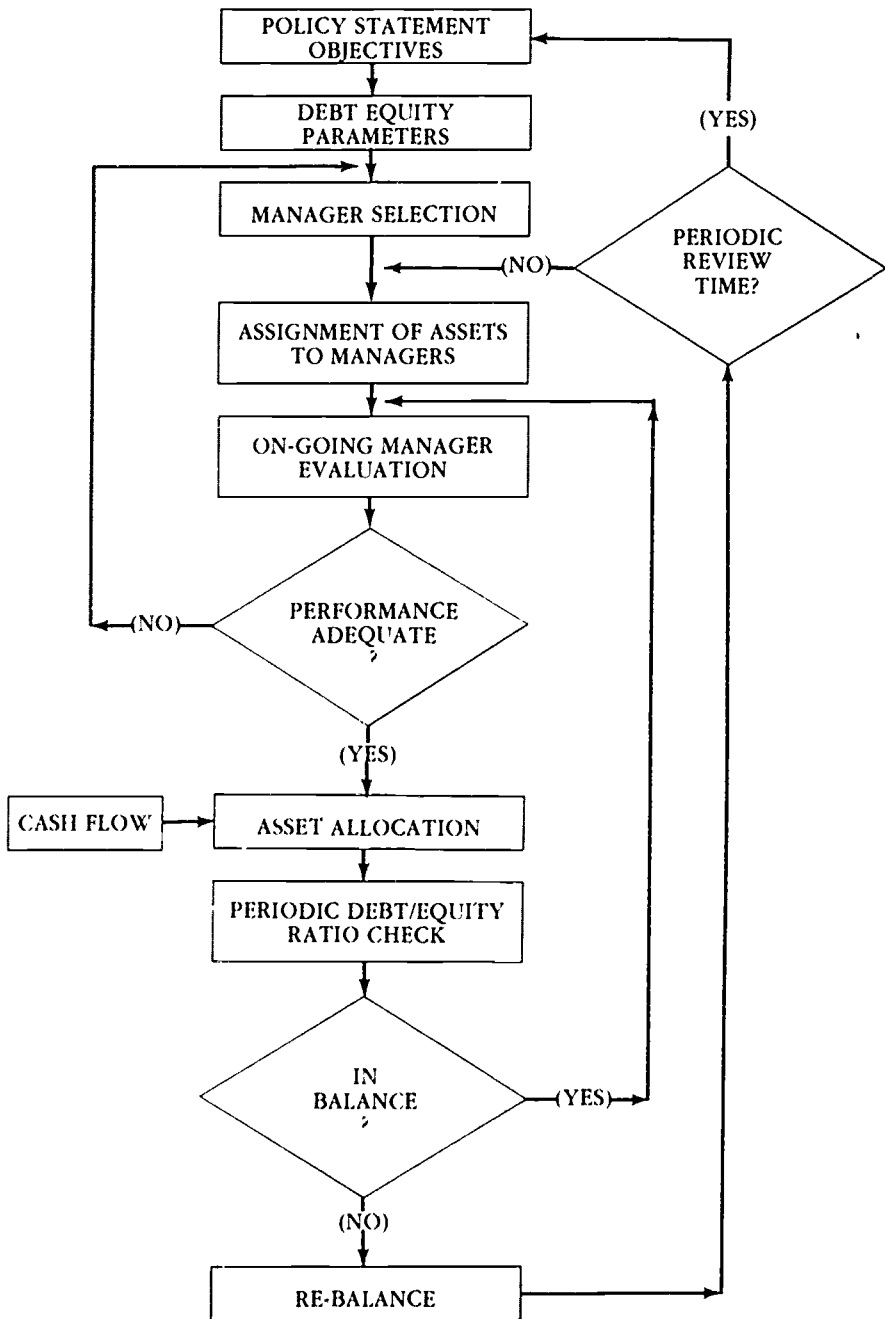 POLICY STATEMENT
OBJECTIVES
DEBT EQUITY
PARAMETERS
(YES)
MANAGER SELECTION
PERIODIC
REVIEW
TIME?
(NO)
ASSIGNMENT OF ASSETS
TO MANAGERS
ON-GOING MANAGER
EVALUATION
PERFORMANCE
ADEQUATE
?
(NO)
(YES)
CASH FLOW
ASSET ALLOCATION
PERIODIC DEBT/EQUITY
RATIO CHECK
IN
BALANCE
?
(YES)
(NO)
RE-BALANCE